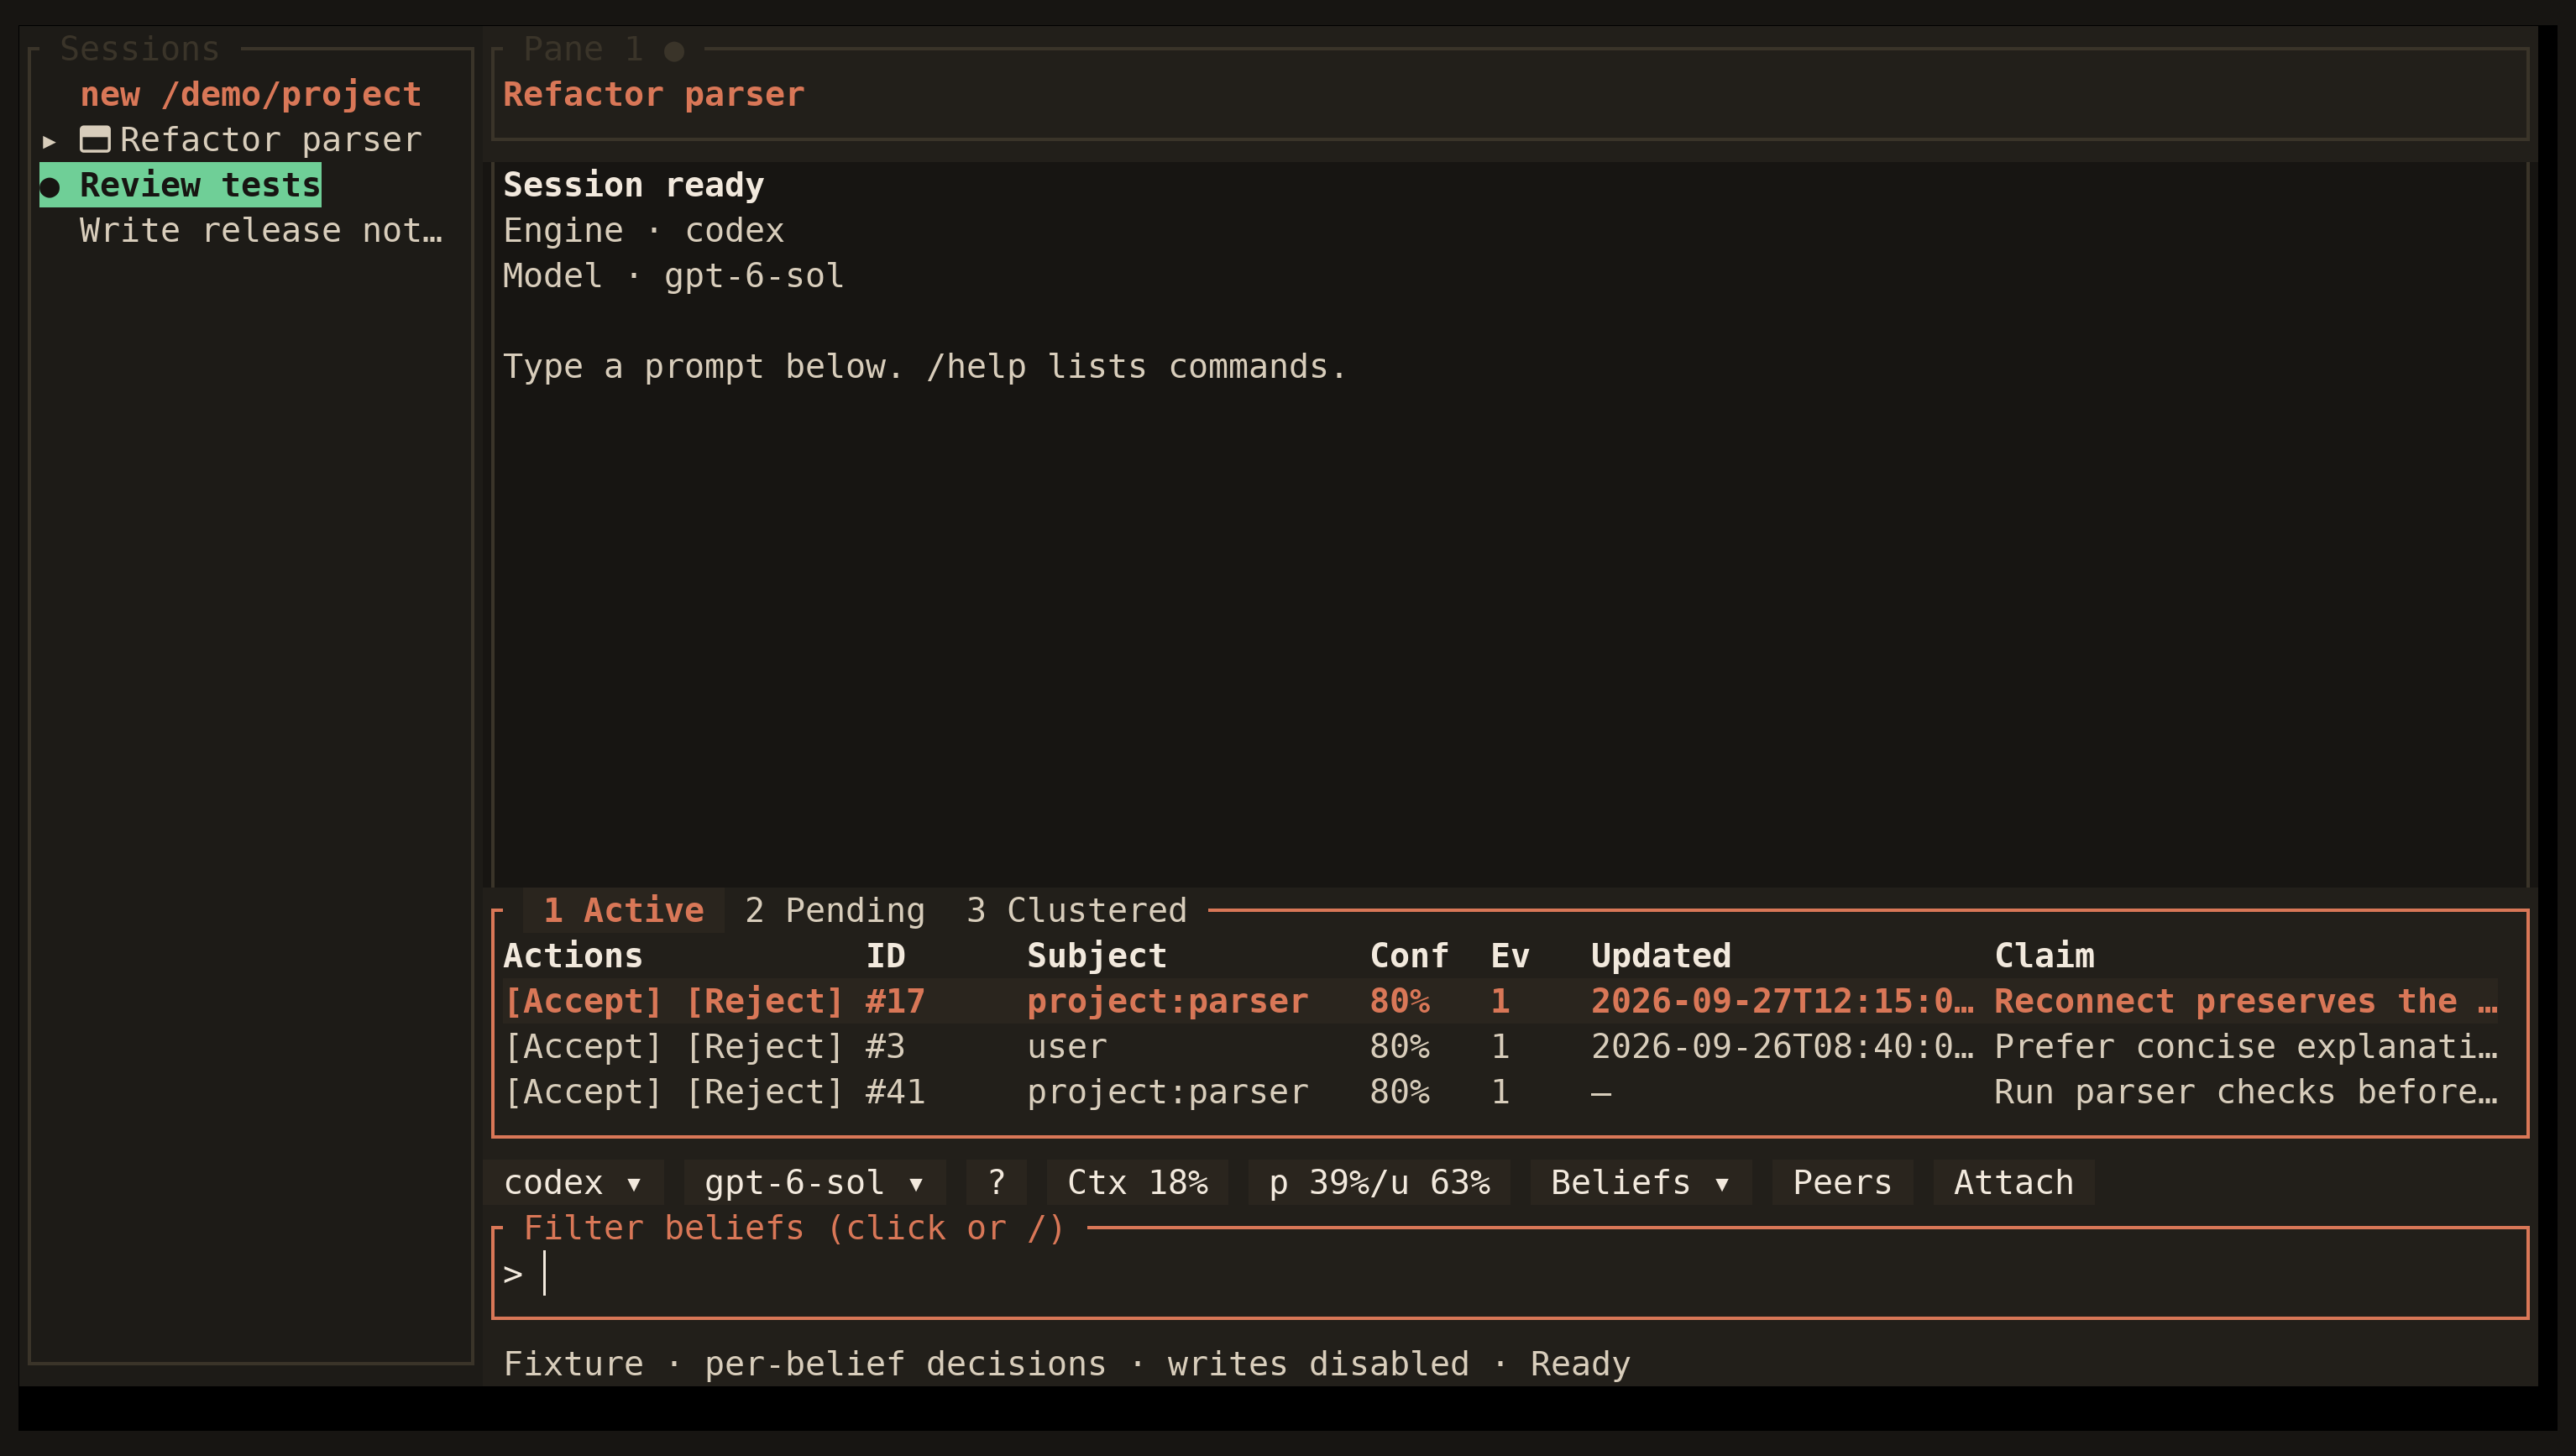 Sessions
new /demo/project
▸ Refactor parser
● Review tests
Write release not…
Pane 1 ●
Refactor parser
Session ready
Engine · codex
Model · gpt-6-sol
Type a prompt below. /help lists commands.
1 Active 2 Pending 3 Clustered
Actions ID Subject Conf Ev Updated Claim
[Accept] [Reject] #17 project:parser 80% 1 2026-09-27T12:15:0… Reconnect preserves the …
[Accept] [Reject] #3 user 80% 1 2026-09-26T08:40:0… Prefer concise explanati…
[Accept] [Reject] #41 project:parser 80% 1 — Run parser checks before…
codex ▾ gpt-6-sol ▾ ? Ctx 18% p 39%/u 63% Beliefs ▾ Peers Attach
Filter beliefs (click or /)
>
Fixture · per-belief decisions · writes disabled · Ready